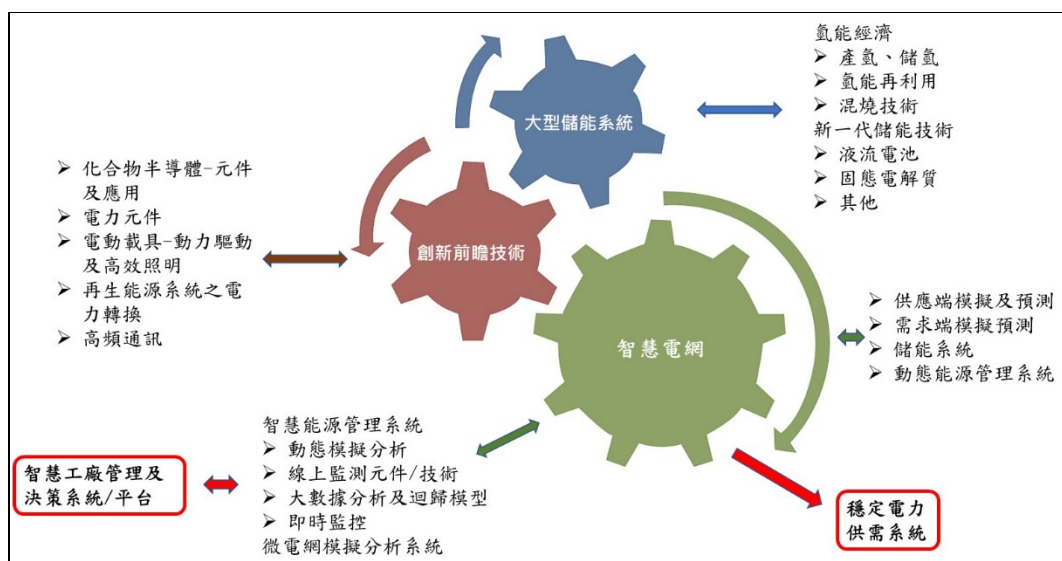 氫能經濟
➢ 產氫、儲氫
➢ 氫能再利用
➢ 混燒技術
新一代儲能技術
➢ 液流電池
➢ 固態電解質
➢ 其他
大型儲能系統
➢ 化合物半導體-元件
及應用
➢ 電力元件
➢ 電動載具-動力驅動
及高效照明
➢ 再生能源系統之電
力轉換
➢ 高頻通訊
創新前瞻技術
智慧電網
➢ 供應端模擬及預測
➢ 需求端模擬預測
➢ 儲能系統
➢ 動態能源管理系統
智慧能源管理系統
➢ 動態模擬分析
➢ 線上監測元件/技術
➢ 大數據分析及迴歸模型
➢ 即時監控
微電網模擬分析系統
智慧工廠管理及
決策系統/平台
穩定電力
供需系統